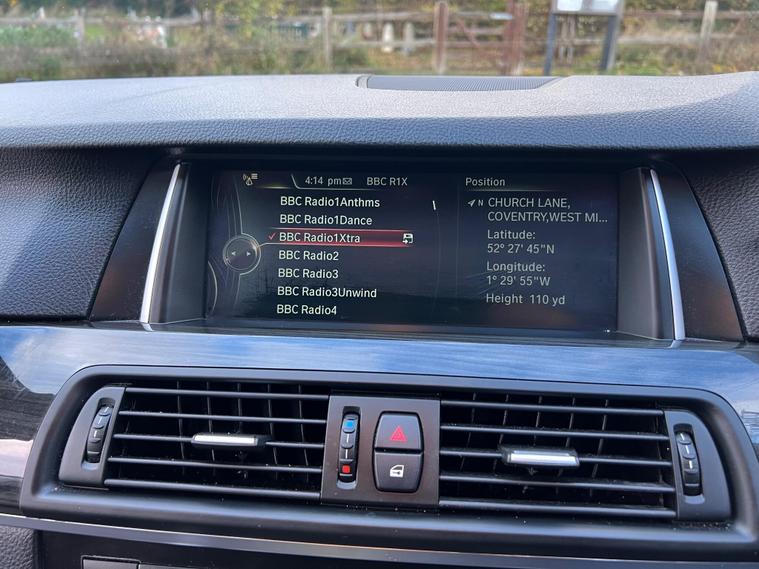 4:14 pm
BBC R1X
BBC Radio1Anthms
BBC Radio1Dance
BBC Radio1Xtra
BBC Radio2
BBC Radio3
BBC Radio3Unwind
BBC Radio4
Position
N CHURCH LANE,
COVENTRY,WEST MI...
Latitude:
52° 27' 45"N
Longitude:
1° 29' 55"W
Height 110 yd